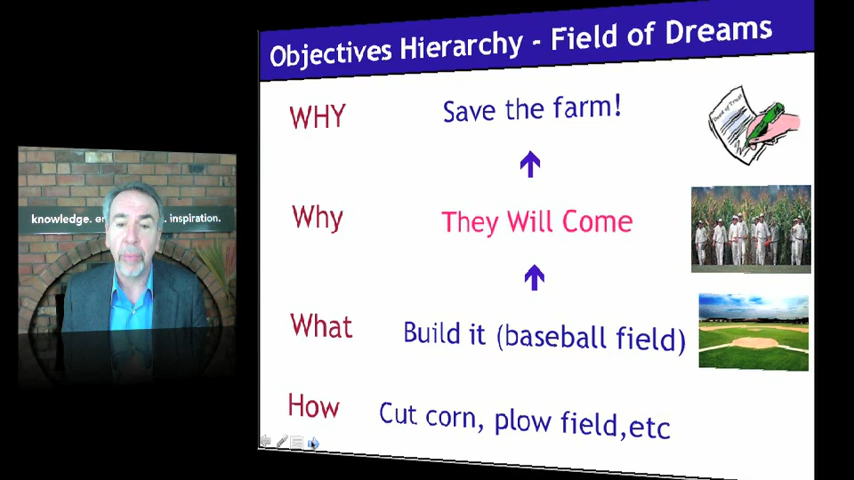 Objectives Hierarchy - Field of Dreams
WHY Save the farm!
Why They Will Come
What Build it (baseball field)
How Cut corn, plow field,etc
knowledge. inspiration.